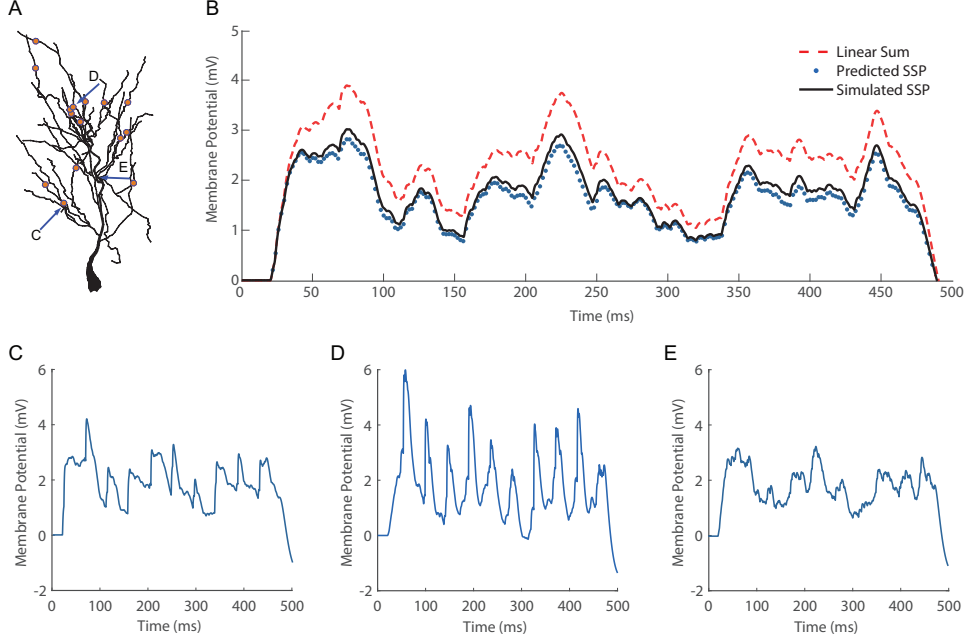 A
D
E
C
B
5
4
3
2
1
0
Membrane Potential (mV)
Linear Sum
Predicted SSP
Simulated SSP
0 50 100 150 200 250 300 350 400 450 500
Time (ms)
C
6
4
2
0
-2
Membrane Potential (mV)
0 100 200 300 400 500
Time (ms)
D
6
4
2
0
-2
Membrane Potential (mV)
0 100 200 300 400 500
Time (ms)
E
6
4
2
0
-2
Membrane Potential (mV)
0 100 200 300 400 500
Time (ms)